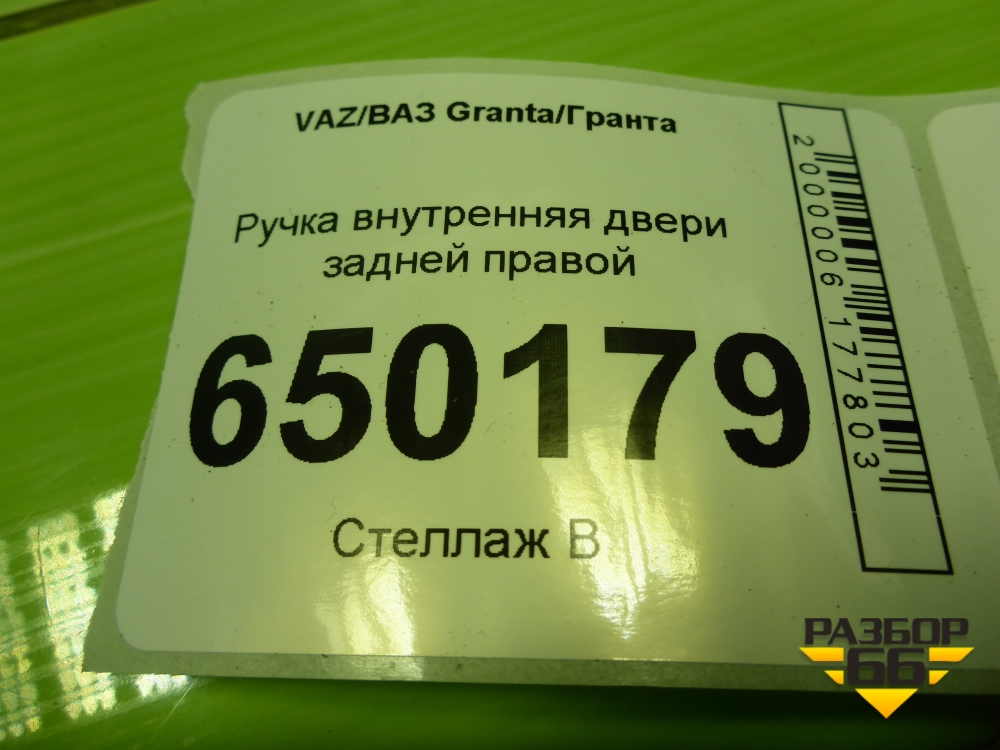 VAZ/ВАЗ Granta/Гранта
Ручка внутренняя двери
задней правой
650179
Стеллаж В
2000006177803
РАЗБОР
66